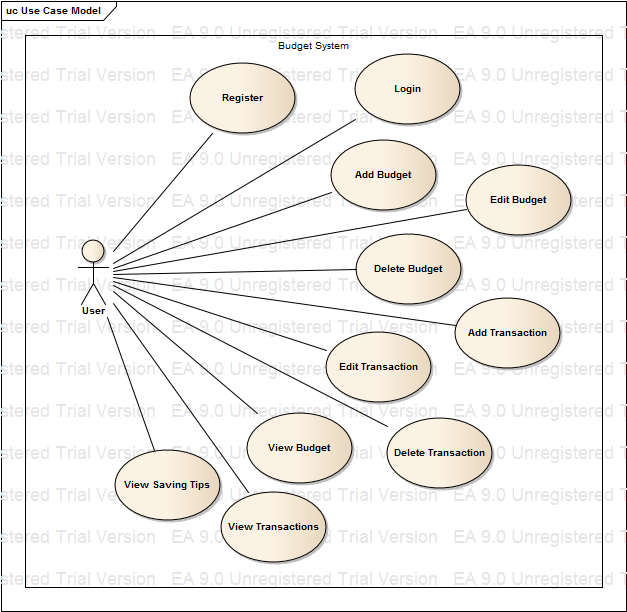 uc Use Case Model
Budget System
Register
Login
Add Budget
Edit Budget
Delete Budget
User
Add Transaction
Edit Transaction
View Budget
Delete Transaction
View Saving Tips
View Transactions
stered Trial Version EA 9.0 Unregistered Trial Version EA 9.0 Unregistered
stered Trial Version EA 9.0 Unregistered Trial Version EA 9.0 Unregistered
stered Trial Version EA 9.0 Unregistered Trial Version EA 9.0 Unregistered
stered Trial Version EA 9.0 Unregistered Trial Version EA 9.0 Unregistered
stered Trial Version EA 9.0 Unregistered Trial Version EA 9.0 Unregistered
stered Trial Version EA 9.0 Unregistered Trial Version EA 9.0 Unregistered
stered Trial Version EA 9.0 Unregistered Trial Version EA 9.0 Unregistered
stered Trial Version EA 9.0 Unregistered Trial Version EA 9.0 Unregistered
stered Trial Version EA 9.0 Unregistered Trial Version EA 9.0 Unregistered
stered Trial Version EA 9.0 Unregistered Trial Version EA 9.0 Unregistered
stered Trial Version EA 9.0 Unregistered Trial Version EA 9.0 Unregistered
stered Trial Version EA 9.0 Unregistered Trial Version EA 9.0 Unregistered
stered Trial Version EA 9.0 Unregistered Trial Version EA 9.0 Unregistered
stered Trial Version EA 9.0 Unregistered Trial Version EA 9.0 Unregistered